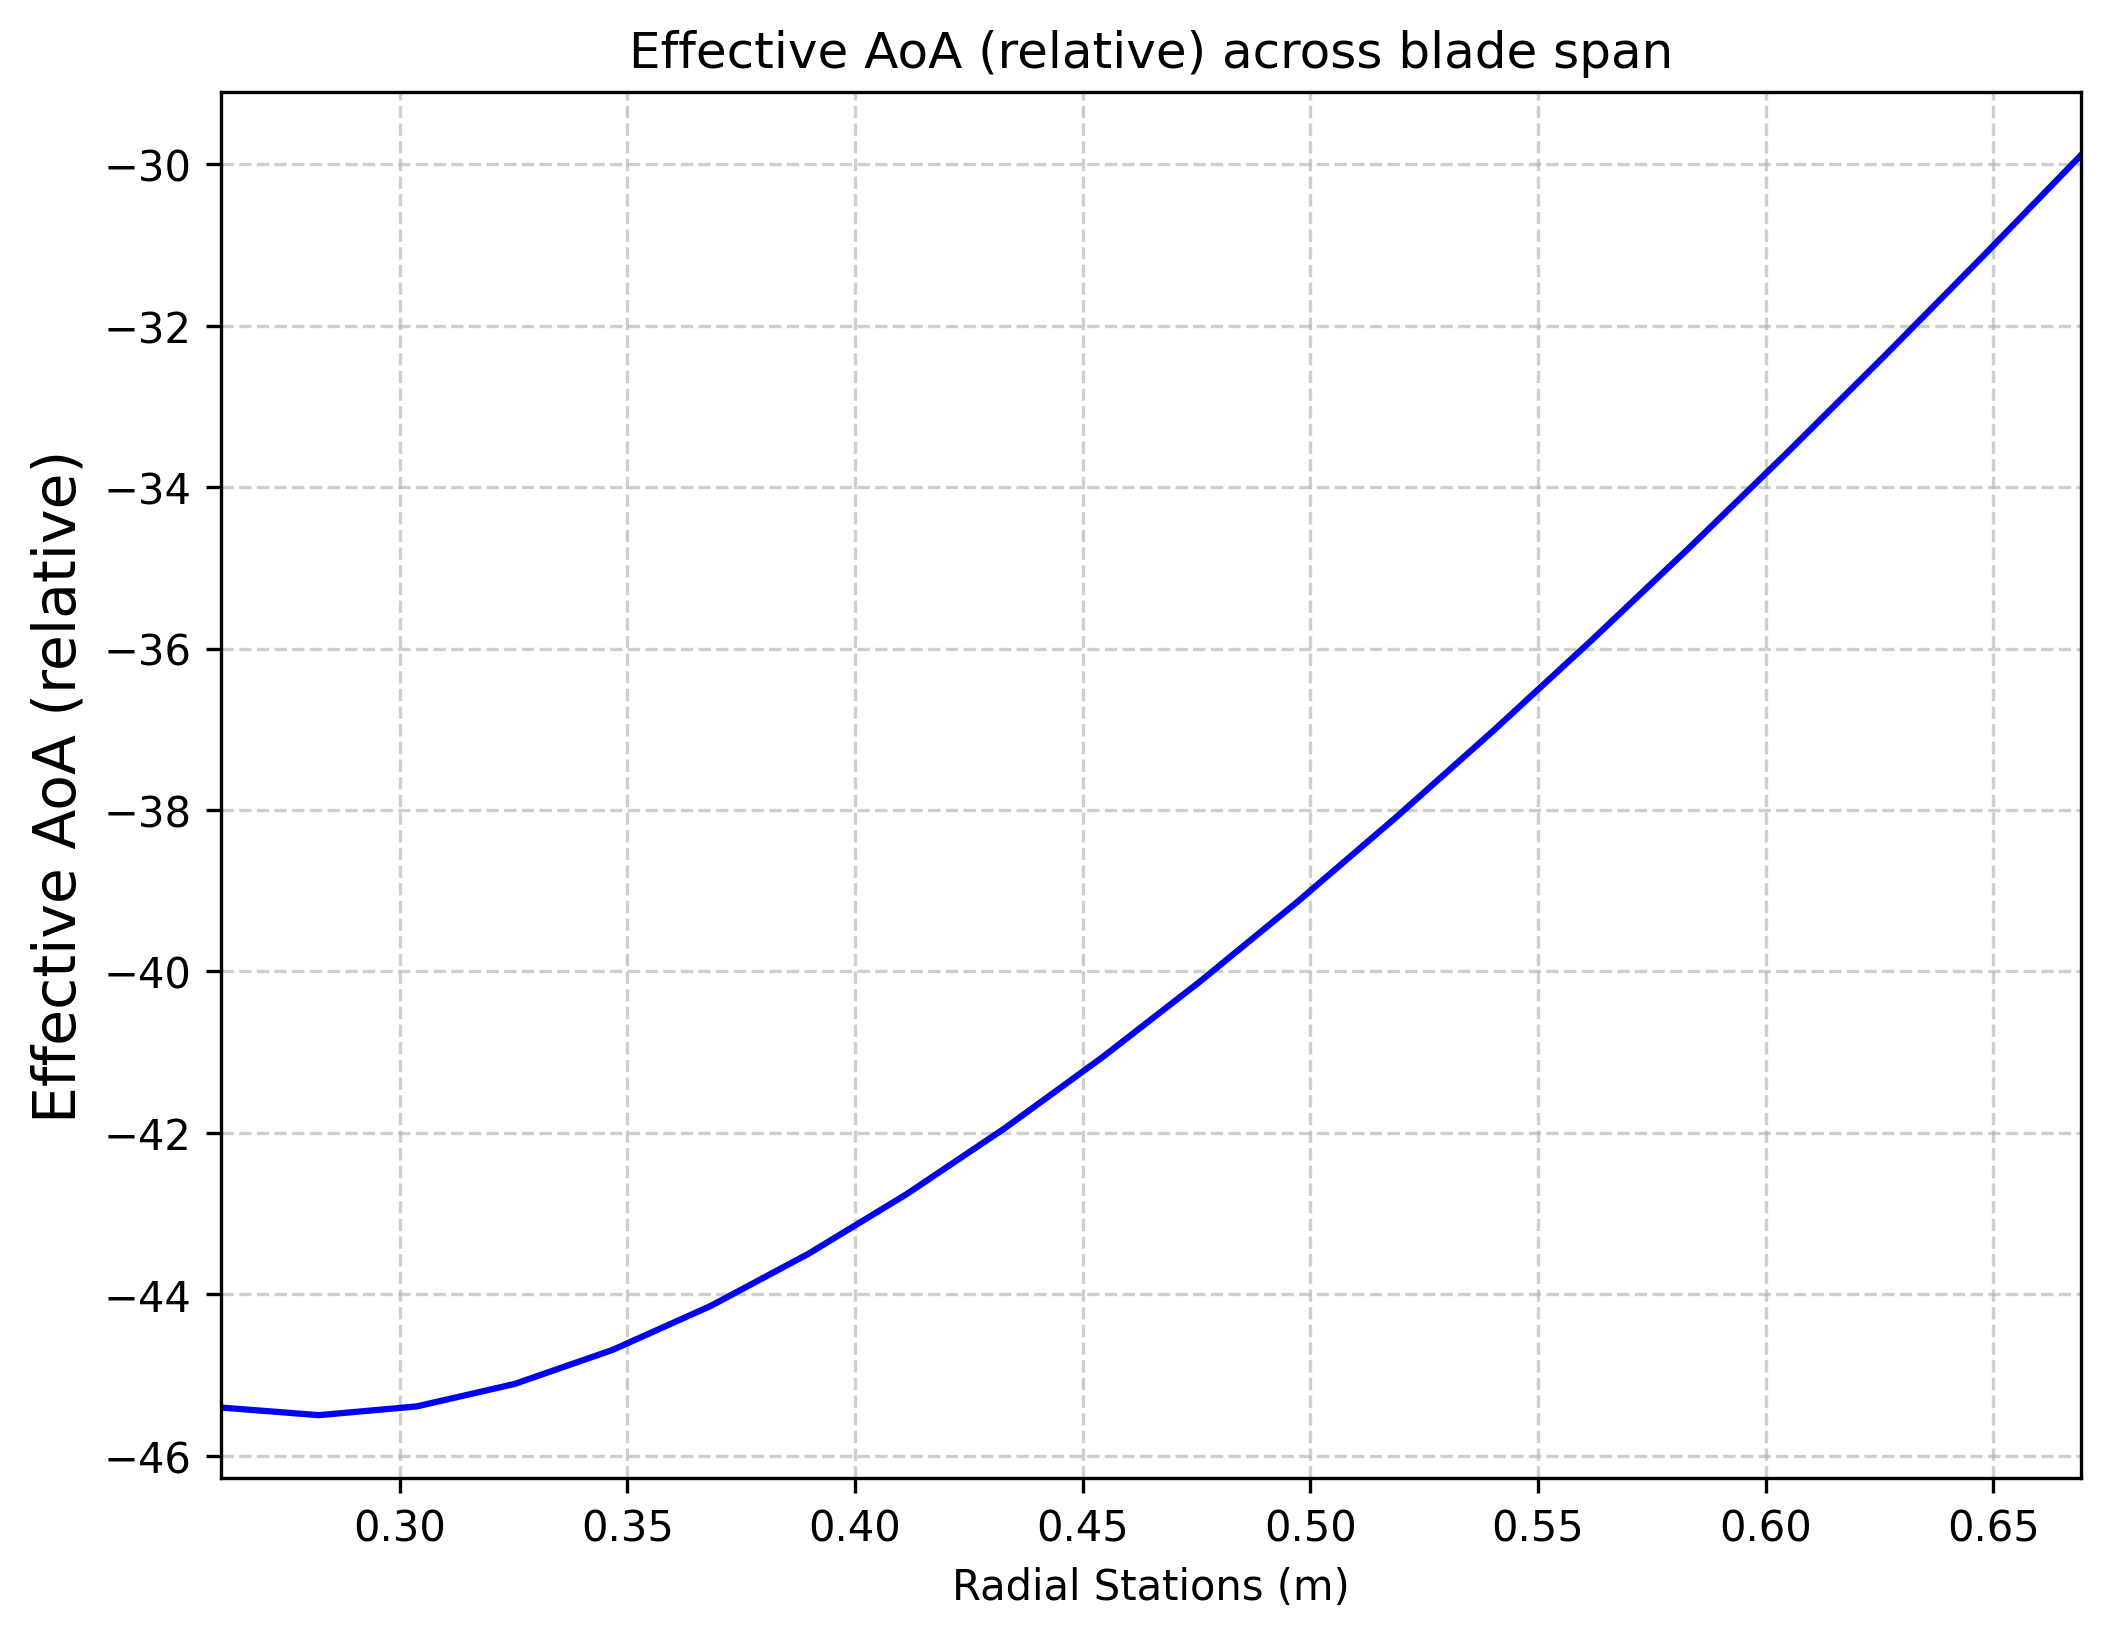 Effective AoA (relative) across blade span
Effective AoA (relative)
−30
−32
−34
−36
−38
−40
−42
−44
−46
0.30 0.35 0.40 0.45 0.50 0.55 0.60 0.65
Radial Stations (m)